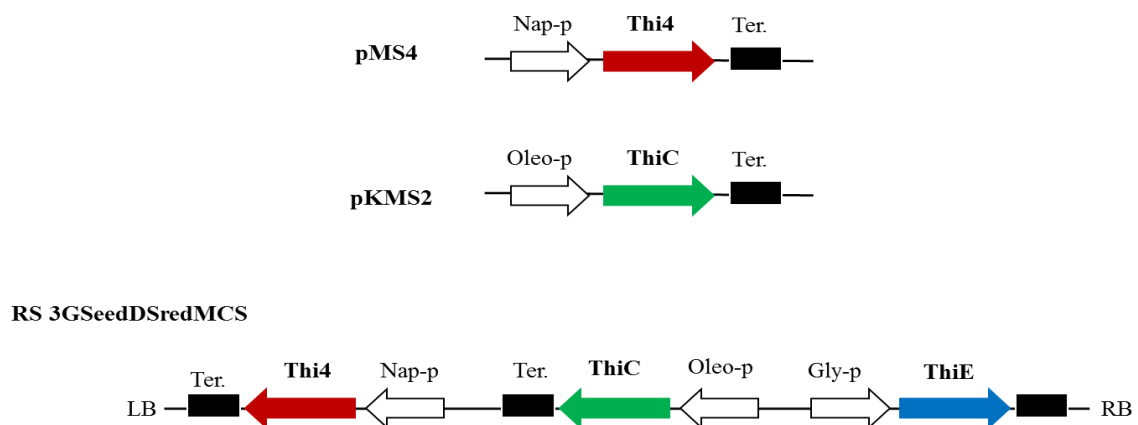 Nap-p Thi4 Ter.
pMS4
Oleo-p ThiC Ter.
pKMS2
RS 3GSeedDSredMCS
Ter. Thi4 Nap-p Ter. ThiC Oleo-p Gly-p ThiE
LB RB